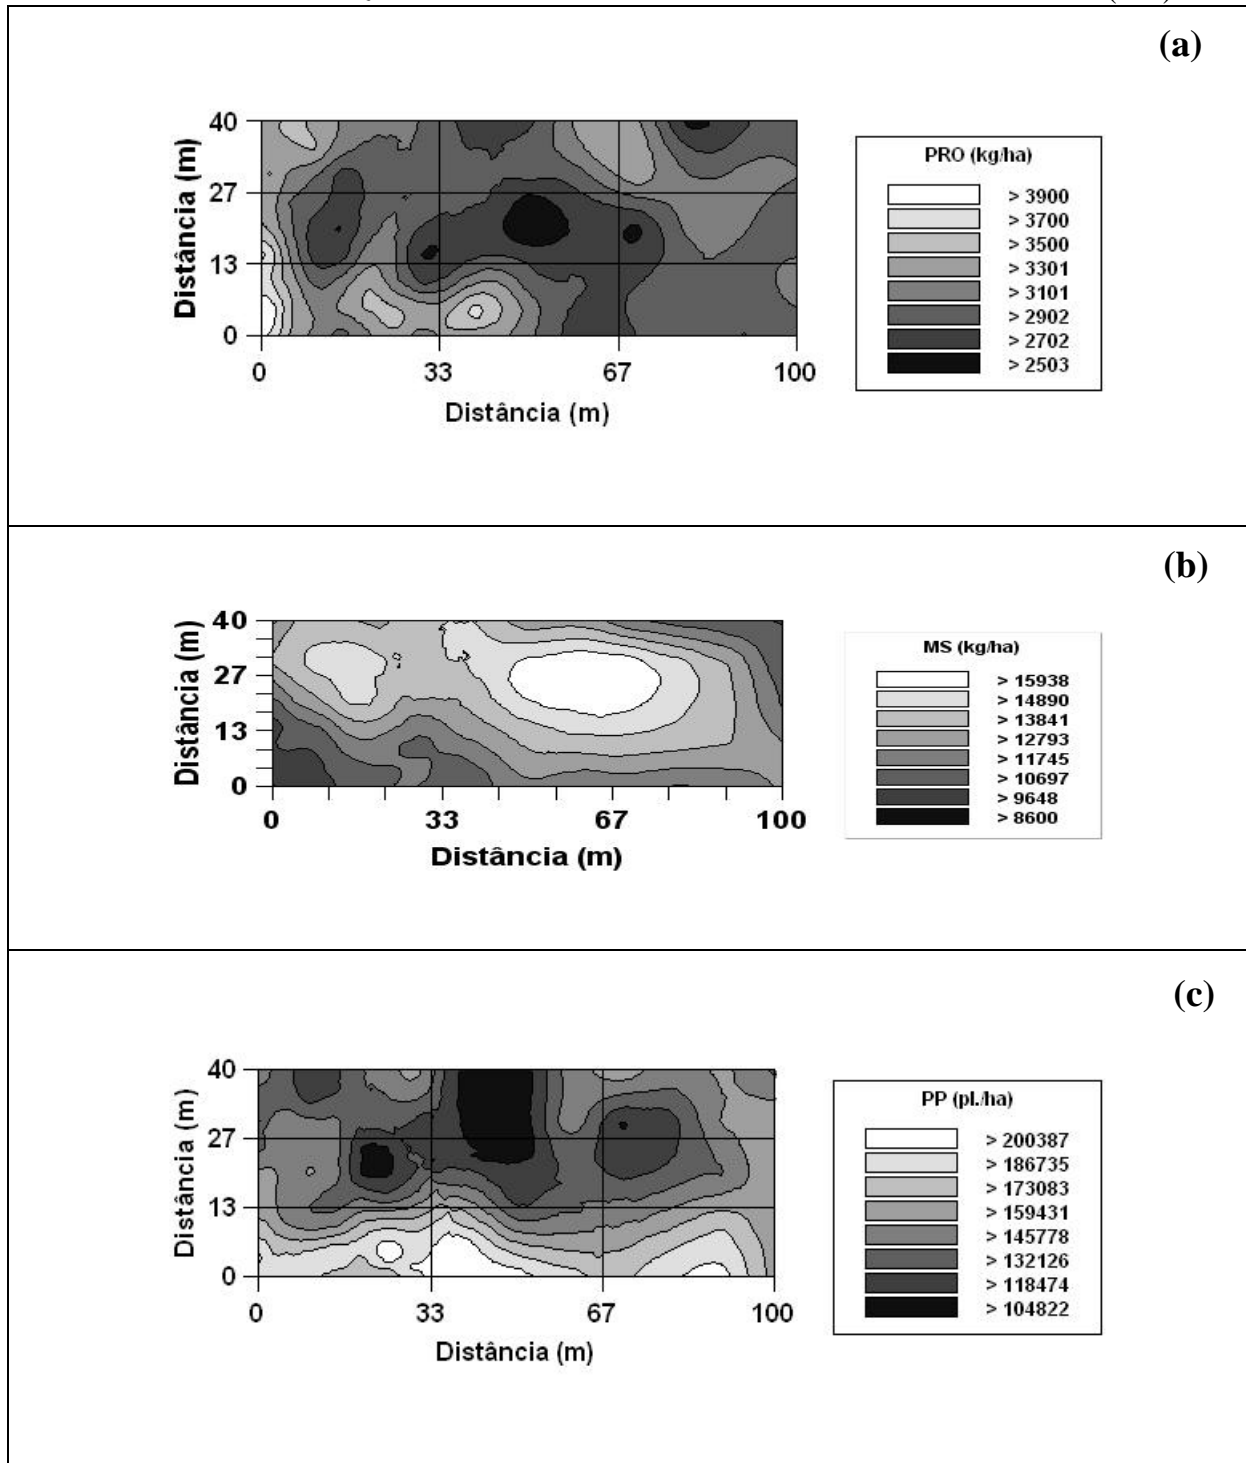 (a)
40
27
13
0
Distância (m)
0 33 67 100
Distância (m)
PRO (kg/ha)
> 3900
> 3700
> 3500
> 3301
> 3101
> 2902
> 2702
> 2503
(b)
40
27
13
0
Distância (m)
0 33 67 100
Distância (m)
MS (kg/ha)
> 15938
> 14890
> 13841
> 12793
> 11745
> 10697
> 9648
> 8600
(c)
40
27
13
0
Distância (m)
0 33 67 100
Distância (m)
PP (pl./ha)
> 200387
> 186735
> 173083
> 159431
> 145778
> 132126
> 118474
> 104822